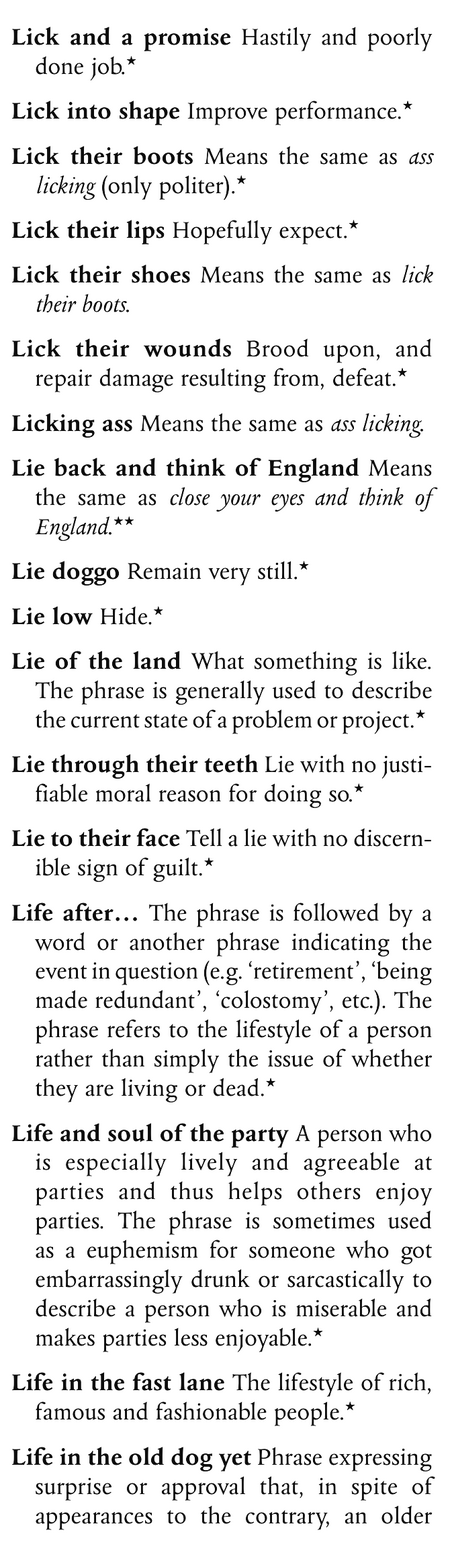 Lick and a promise Hastily and poorly
done job.★
Lick into shape Improve performance.★
Lick their boots Means the same as ass
licking (only politer).★
Lick their lips Hopefully expect.★
Lick their shoes Means the same as lick
their boots.
Lick their wounds Brood upon, and
repair damage resulting from, defeat.★
Licking ass Means the same as ass licking.
Lie back and think of England Means
the same as close your eyes and think of
England.★★
Lie doggo Remain very still.★
Lie low Hide.★
Lie of the land What something is like.
The phrase is generally used to describe
the current state of a problem or project.★
Lie through their teeth Lie with no justi-
fiable moral reason for doing so.★
Lie to their face Tell a lie with no discern-
ible sign of guilt.★
Life after… The phrase is followed by a
word or another phrase indicating the
event in question (e.g. ‘retirement’, ‘being
made redundant’, ‘colostomy’, etc.). The
phrase refers to the lifestyle of a person
rather than simply the issue of whether
they are living or dead.★
Life and soul of the party A person who
is especially lively and agreeable at
parties and thus helps others enjoy
parties. The phrase is sometimes used
as a euphemism for someone who got
embarrassingly drunk or sarcastically to
describe a person who is miserable and
makes parties less enjoyable.★
Life in the fast lane The lifestyle of rich,
famous and fashionable people.★
Life in the old dog yet Phrase expressing
surprise or approval that, in spite of
appearances to the contrary, an older